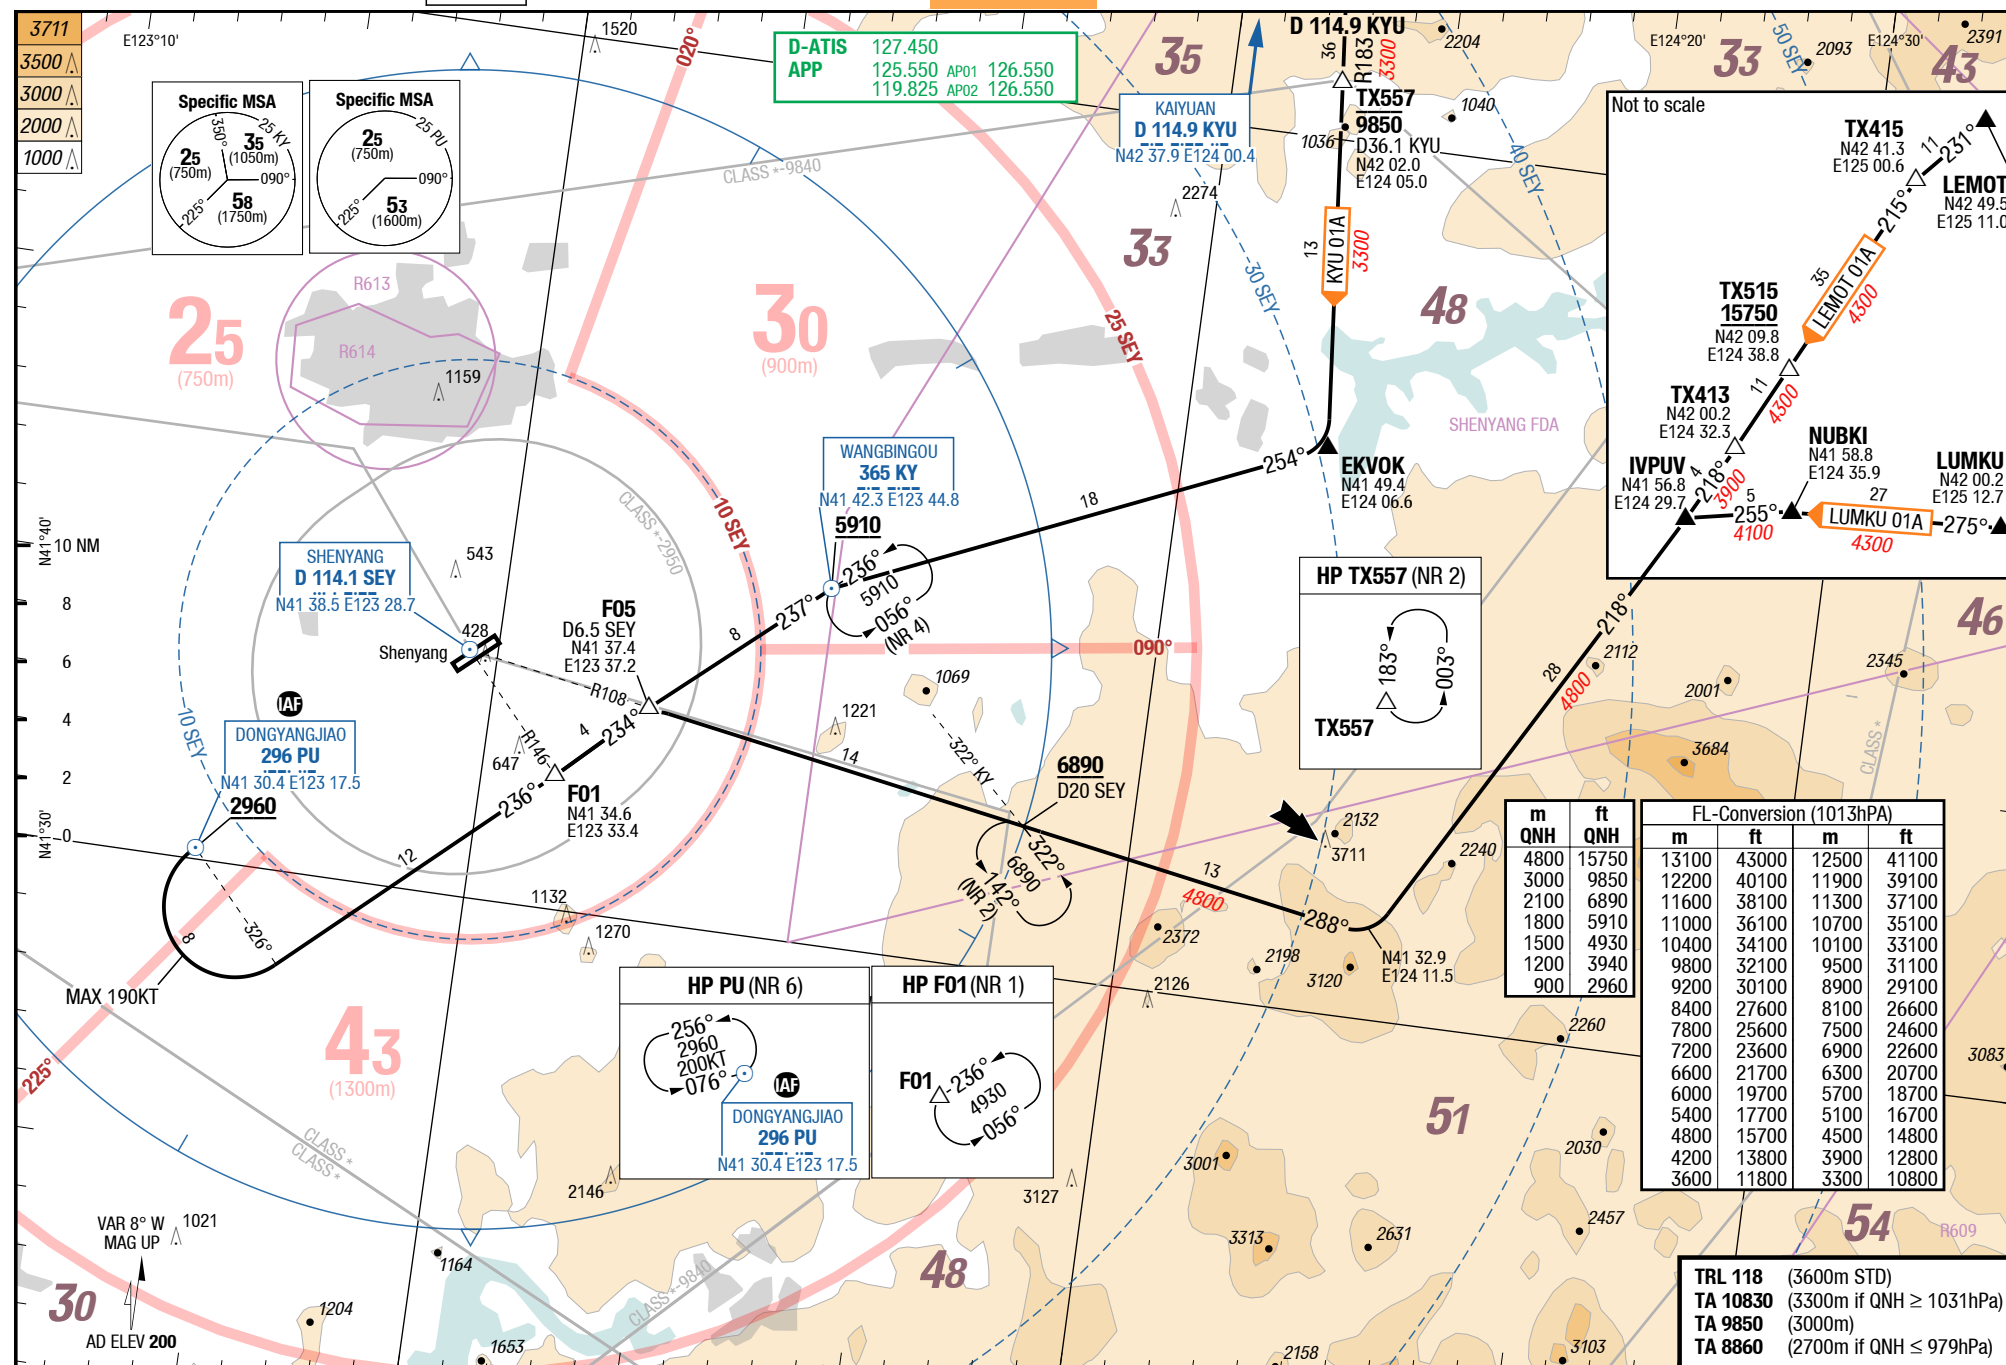 3711
3500
3000
2000
1000
E123°10'
1520
D-ATIS 127.450
APP 125.550 AP01 126.550
119.825 AP02 126.550
35
D 114.9 KYU
36
R183
3300
2204
E124°20'
33
50 SEY
2093
E124°30'
2391
43
Specific MSA
350°
25 KY
25
(750m)
35
(1050m)
090°
58
(1750m)
225°
Specific MSA
25 PU
25
(750m)
090°
53
(1600m)
225°
020°
CLASS *-9840
KAIYUAN
D 114.9 KYU
N42 37.9 E124 00.4
TX557
9850
D36.1 KYU
N42 02.0
E124 05.0
1036
1040
40 SEY
2274
33
13
KYU 01A
3300
30 SEY
48
Not to scale
TX415
N42 41.3
E125 00.6
11
231°
LEMOT
N42 49.5
E125 11.0
215°
35
LEMOT 01A
4300
TX515
15750
N42 09.8
E124 38.8
11
4300
TX413
N42 00.2
E124 32.3
4
218°
3900
IVPUV
N41 56.8
E124 29.7
5
255°
4100
NUBKI
N41 58.8
E124 35.9
27
LUMKU 01A
4300
275°
LUMKU
N42 00.2
E125 12.7
R613
R614
1159
25
(750m)
30
(900m)
25 SEY
SHENYANG FDA
EKVOK
N41 49.4
E124 06.6
254°
18
WANGBINGOU
365 KY
N41 42.3 E123 44.8
5910
236°
5910
056°
(NR 4)
237°
8
CLASS *-2950
10 SEY
N41°40'
10 NM
8
6
4
2
0
N41°30'
543
SHENYANG
D 114.1 SEY
N41 38.5 E123 28.7
428
Shenyang
F05
D6.5 SEY
N41 37.4
E123 37.2
R108
R146
4
234°
647
F01
N41 34.6
E123 33.4
236°
12
10 SEY
IAF
DONGYANGJIAO
296 PU
N41 30.4 E123 17.5
2960
326°
8
MAX 190KT
225°
090°
1069
1221
14
322° KY
6890
D20 SEY
322°
6890
142°
(NR 2)
13
4800
288°
N41 32.9
E124 11.5
HP TX557 (NR 2)
183°
003°
TX557
218°
28
4800
2112
2001
2345
46
3684
CLASS *
2132
3711
2240
2372
2198
3120
2126
2260
3083
1132
1270
m ft
QNH QNH
4800 15750
3000 9850
2100 6890
1800 5910
1500 4930
1200 3940
900 2960
FL-Conversion (1013hPA)
m ft m ft
13100 43000 12500 41100
12200 40100 11900 39100
11600 38100 11300 37100
11000 36100 10700 35100
10400 34100 10100 33100
9800 32100 9500 31100
9200 30100 8900 29100
8400 27600 8100 26600
7800 25600 7500 24600
7200 23600 6900 22600
6600 21700 6300 20700
6000 19700 5700 18700
5400 17700 5100 16700
4800 15700 4500 14800
4200 13800 3900 12800
3600 11800 3300 10800
43
(1300m)
HP PU (NR 6)
256°
2960
200KT
076°
IAF
DONGYANGJIAO
296 PU
N41 30.4 E123 17.5
HP F01 (NR 1)
F01
236°
4930
056°
51
CLASS *
CLASS *
2146
3127
3001
2030
2457
3313
2631
54
R609
VAR 8° W
MAG UP
1021
AD ELEV 200
30
1164
1204
1653
CLASS *-9840
48
2158
3103
TRL 118 (3600m STD)
TA 10830 (3300m if QNH ≥ 1031hPa)
TA 9850 (3000m)
TA 8860 (2700m if QNH ≤ 979hPa)